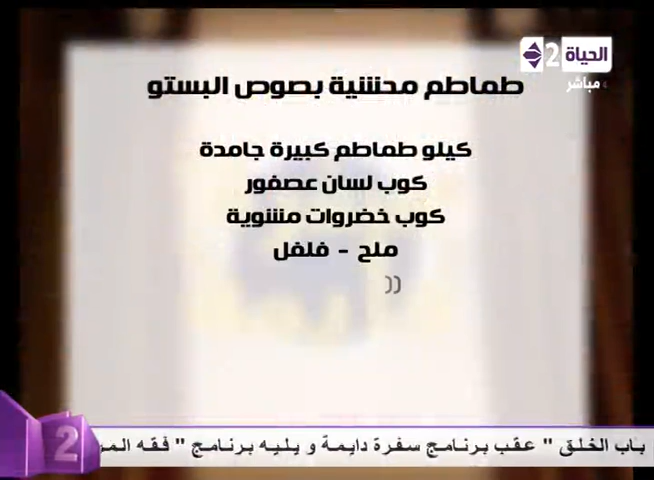 الحياة 2
مباشر
طماطم محشية بصوص البستو
كيلو طماطم كبيرة جامدة
كوب لسان عصفور
كوب خضروات مشوية
ملح - فلفل
))
2
باب الخلق " عقب برنامج سفرة دايمة و يليه برنامج " فقه